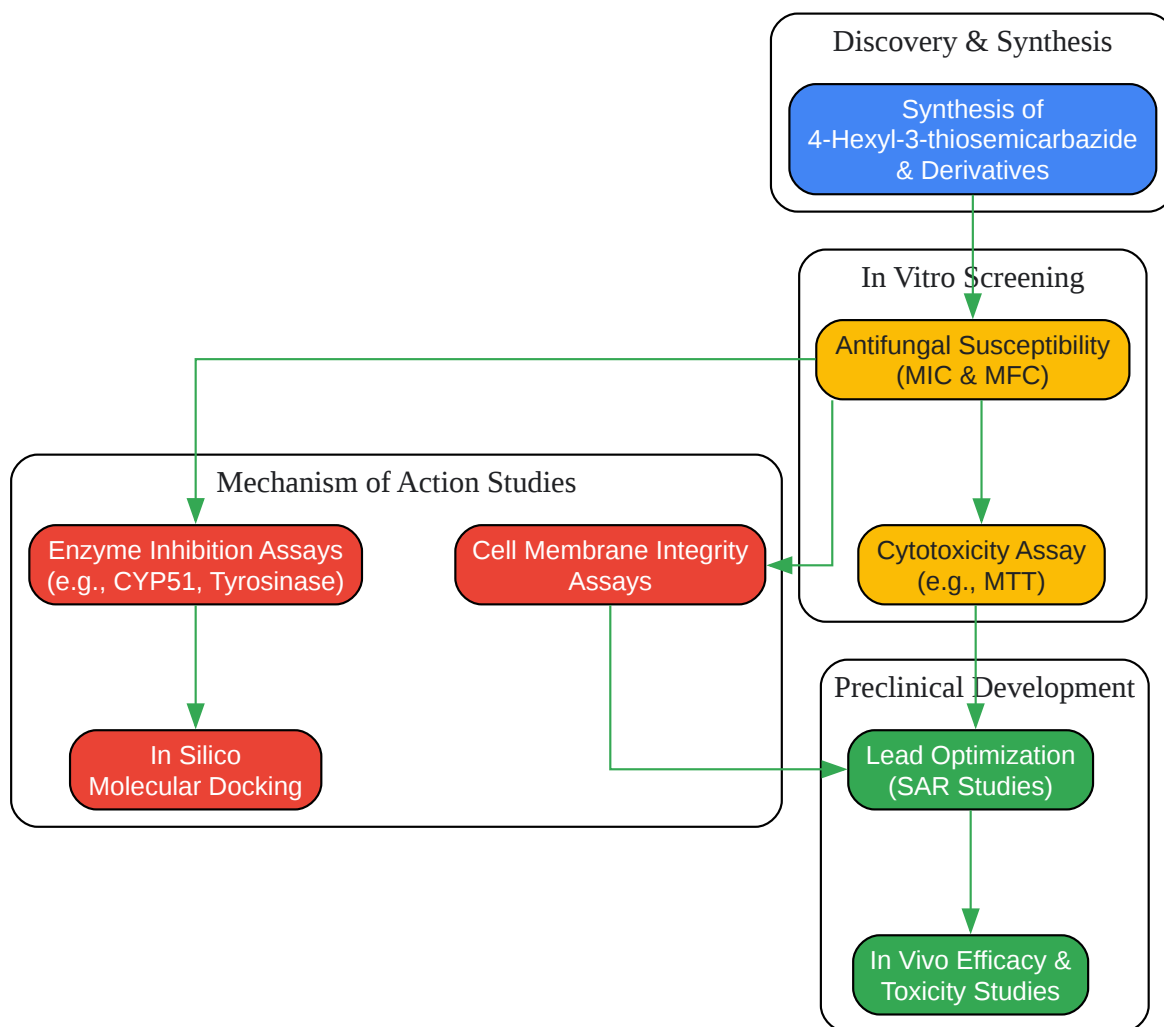 Discovery & Synthesis
Synthesis of
4-Hexyl-3-thiosemicarbazide
& Derivatives
In Vitro Screening
Antifungal Susceptibility
(MIC & MFC)
Mechanism of Action Studies
Enzyme Inhibition Assays
(e.g., CYP51, Tyrosinase)
Cell Membrane Integrity
Assays
Cytotoxicity Assay
(e.g., MTT)
In Silico
Molecular Docking
Preclinical Development
Lead Optimization
(SAR Studies)
In Vivo Efficacy &
Toxicity Studies